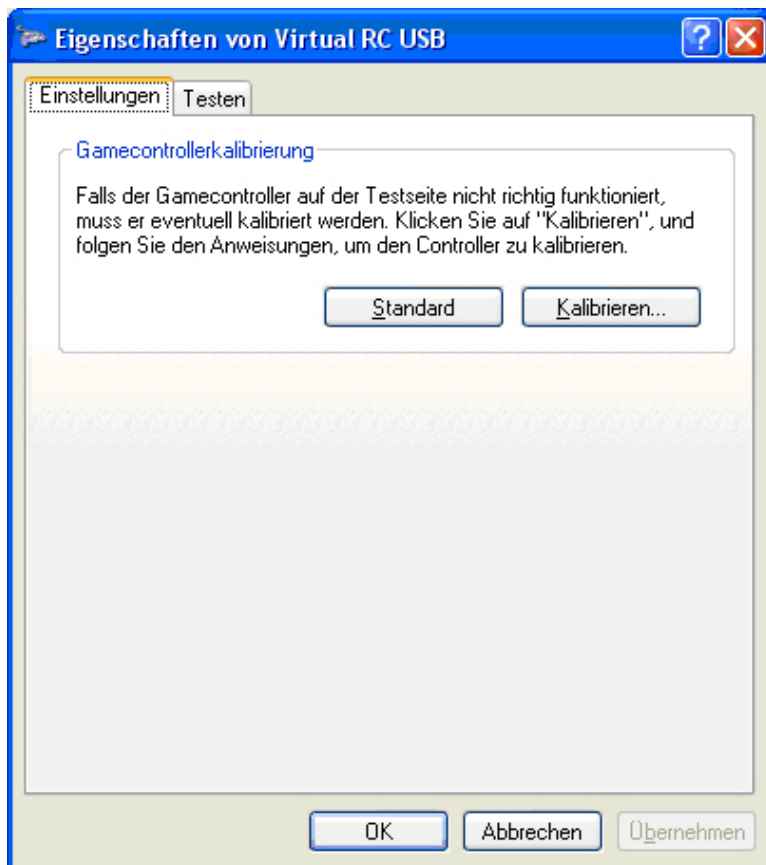 Eigenschaften von Virtual RC USB
Einstellungen Testen
Gamecontrollerkalibrierung
Falls der Gamecontroller auf der Testseite nicht richtig funktioniert,
muss er eventuell kalibriert werden. Klicken Sie auf "Kalibrieren", und
folgen Sie den Anweisungen, um den Controller zu kalibrieren.
Standard Kalibrieren...
OK Abbrechen Übernehmen